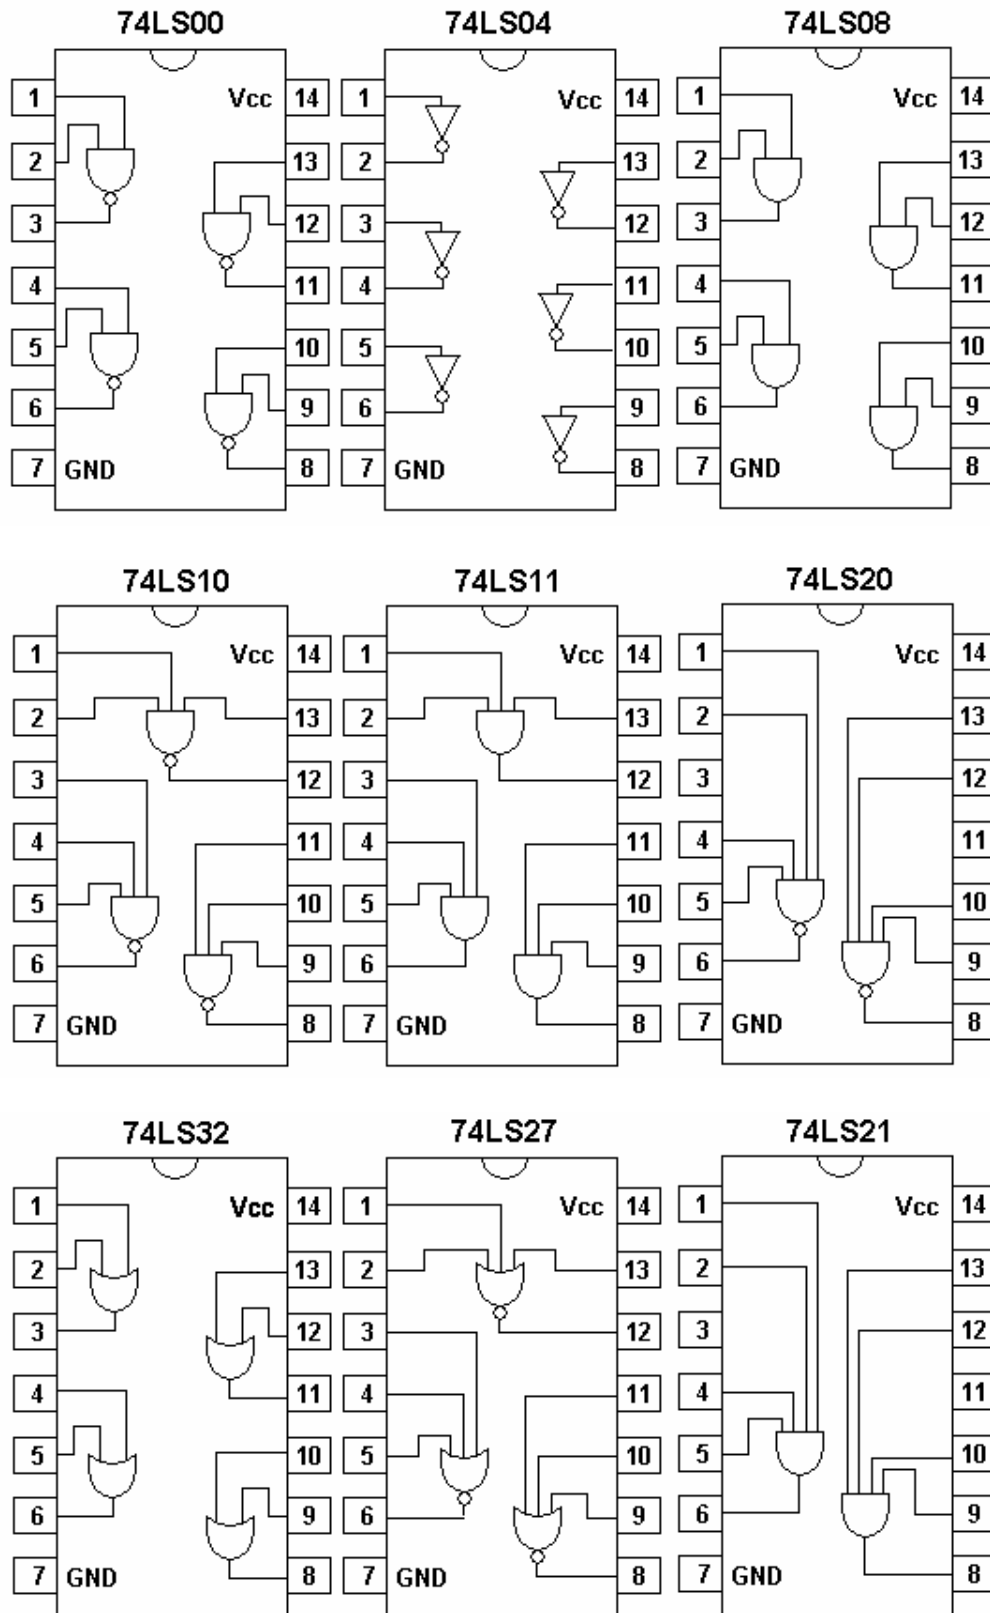 74LS00 74LS04 74LS08
1 Vcc 14 1 Vcc 14 1 Vcc 14
2 13 2 13 2 13
3 12 3 12 3 12
4 11 4 11 4 11
5 10 5 10 5 10
6 9 6 9 6 9
7 GND 8 7 GND 8 7 GND 8
74LS10 74LS11 74LS20
1 Vcc 14 1 Vcc 14 1 Vcc 14
2 13 2 13 2 13
3 12 3 12 3 12
4 11 4 11 4 11
5 10 5 10 5 10
6 9 6 9 6 9
7 GND 8 7 GND 8 7 GND 8
74LS32 74LS27 74LS21
1 Vcc 14 1 Vcc 14 1 Vcc 14
2 13 2 13 2 13
3 12 3 12 3 12
4 11 4 11 4 11
5 10 5 10 5 10
6 9 6 9 6 9
7 GND 8 7 GND 8 7 GND 8